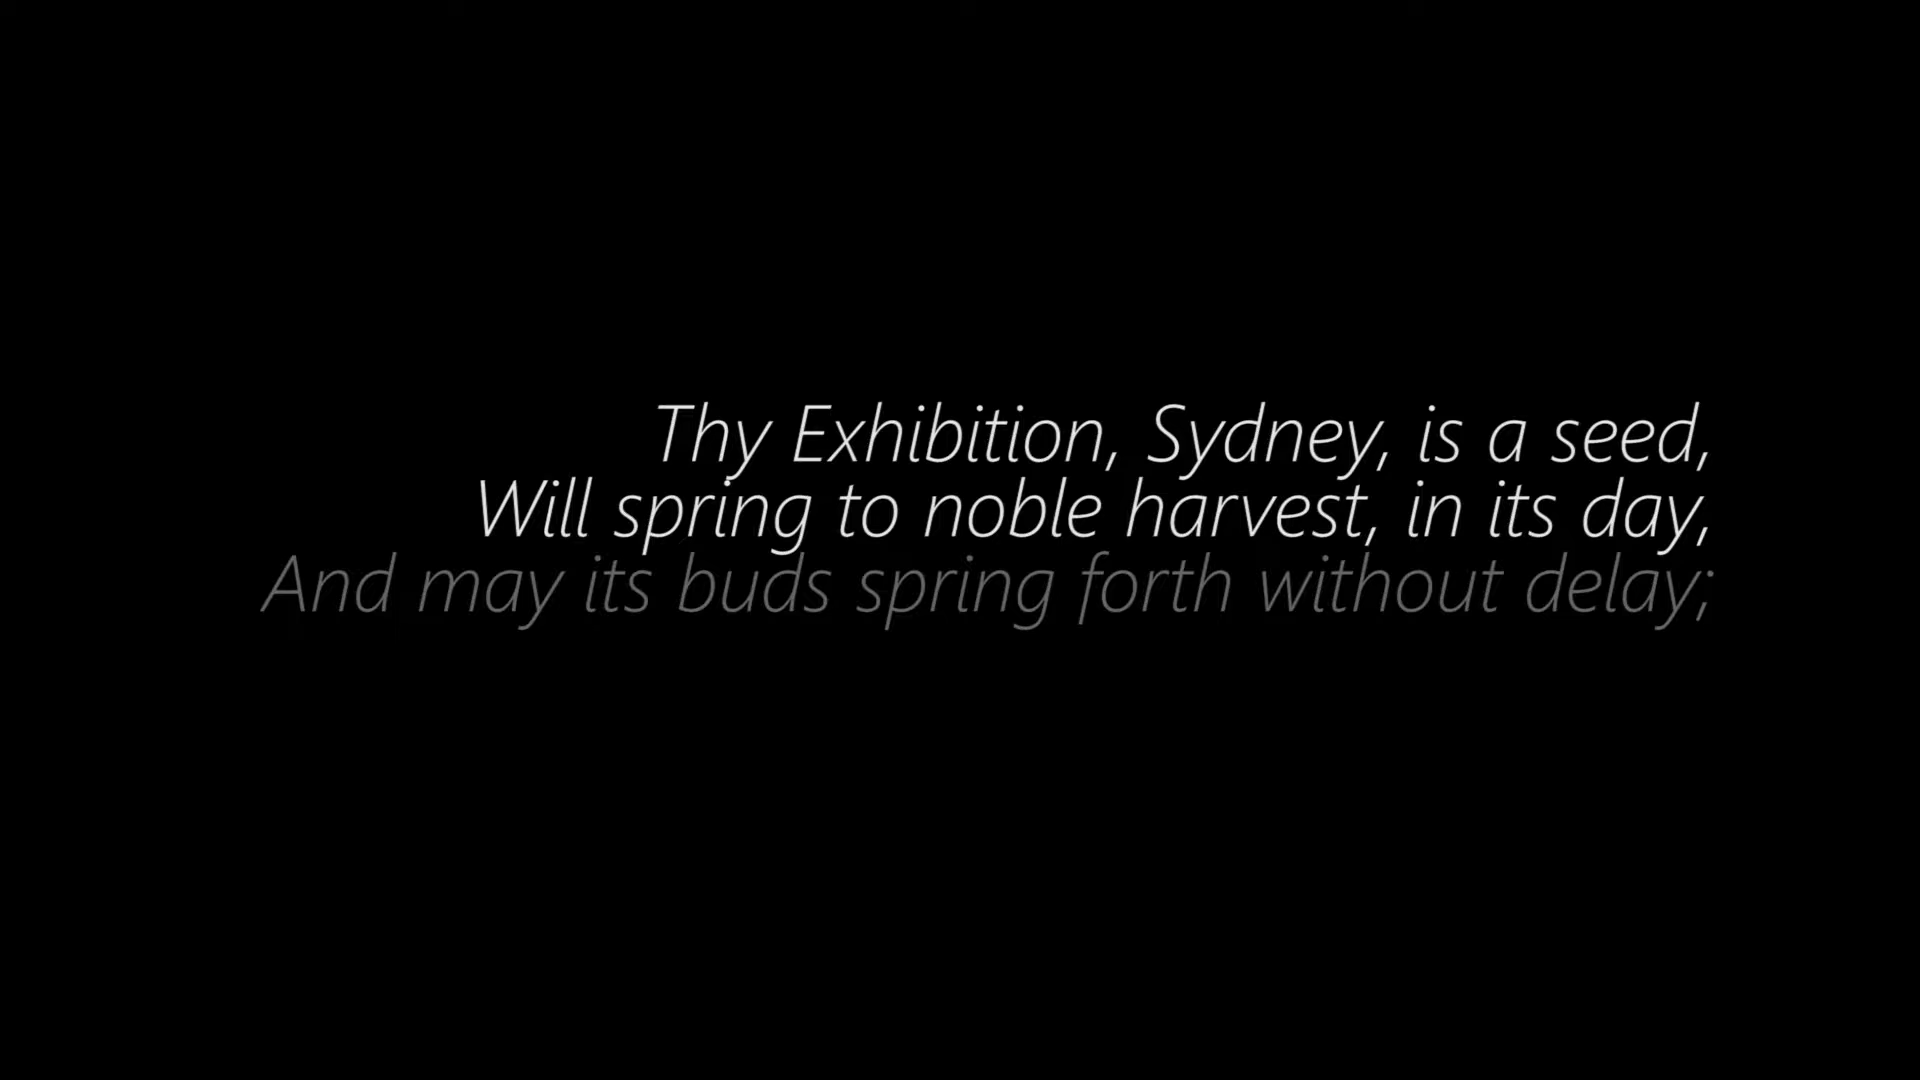 Thy Exhibition, Sydney, is a seed,
Will spring to noble harvest, in its day,
And may its buds spring forth without delay;